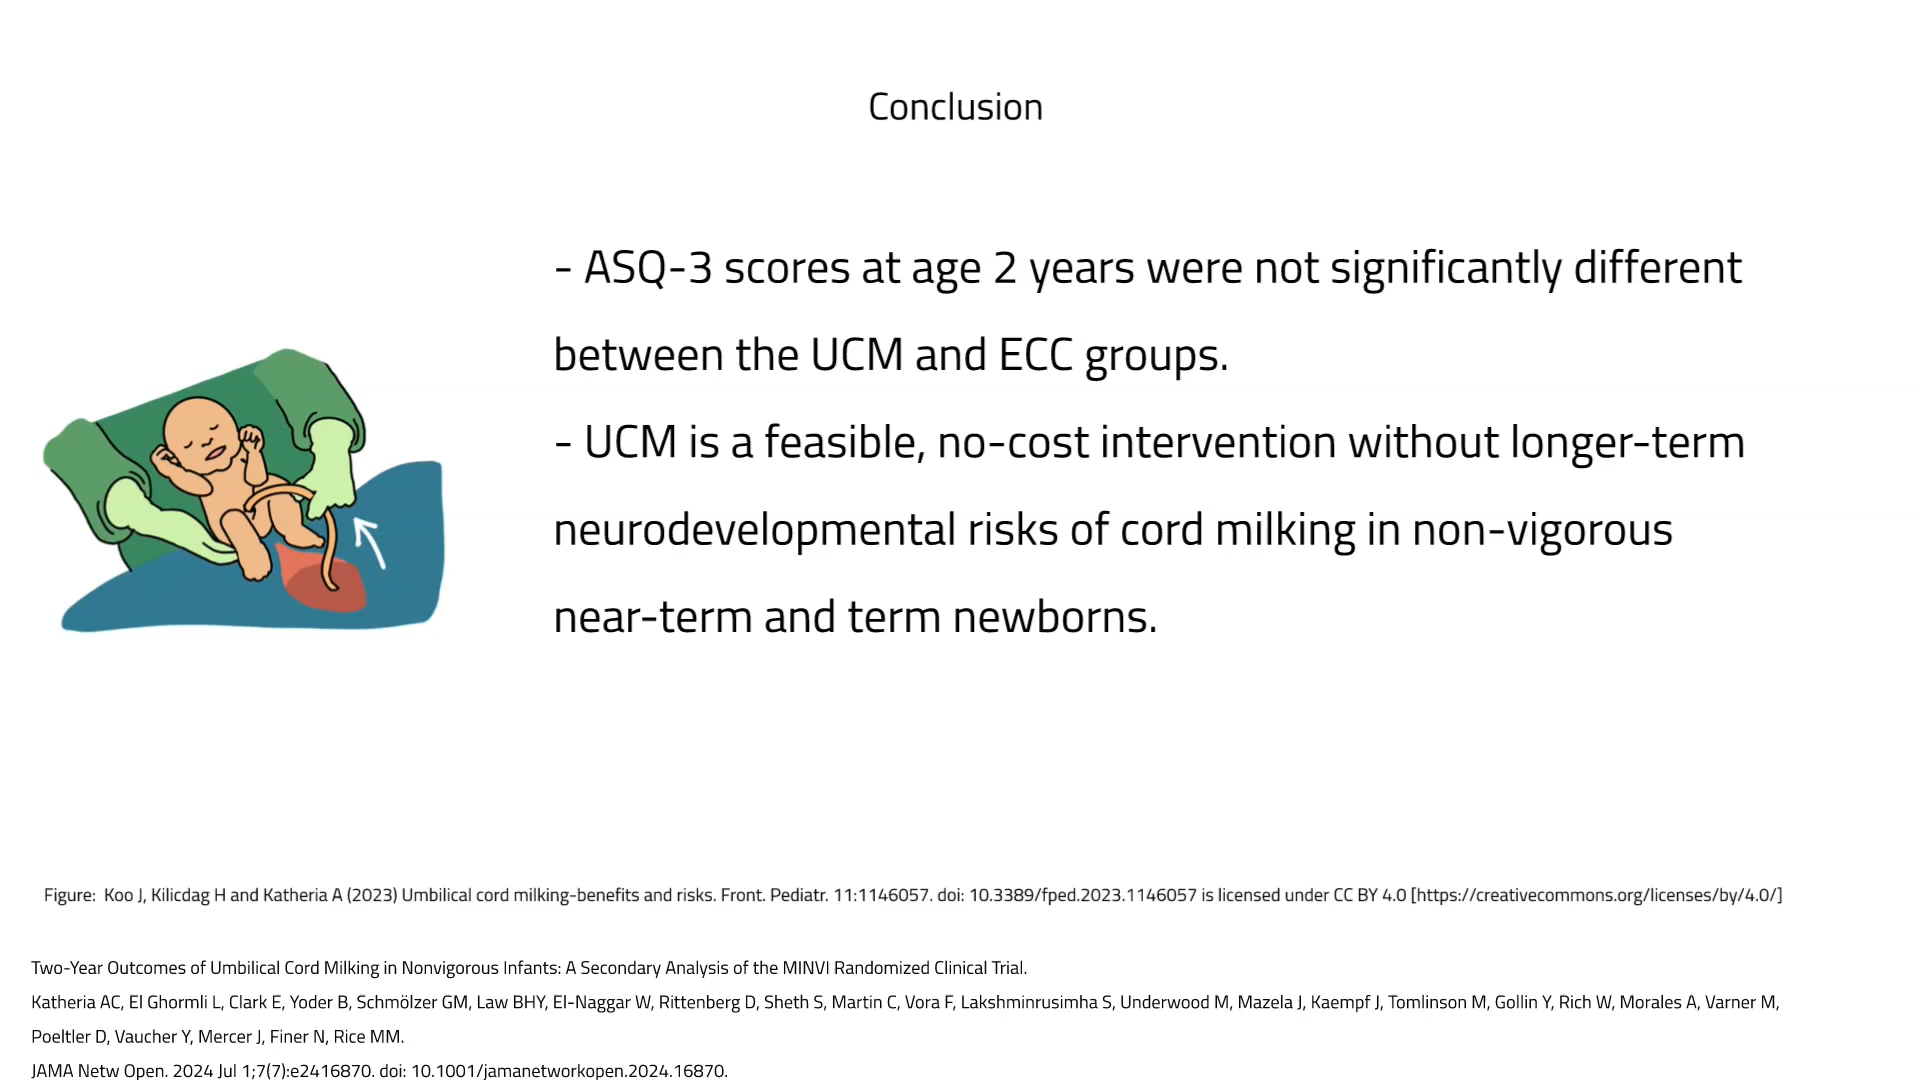 Conclusion
- ASQ-3 scores at age 2 years were not significantly different
between the UCM and ECC groups.
- UCM is a feasible, no-cost intervention without longer-term
neurodevelopmental risks of cord milking in non-vigorous
near-term and term newborns.
Figure: Koo J, Kilicdag H and Katheria A (2023) Umbilical cord milking-benefits and risks. Front. Pediatr. 11:1146057. doi: 10.3389/fped.2023.1146057 is licensed under CC BY 4.0 [https://creativecommons.org/licenses/by/4.0/]
Two-Year Outcomes of Umbilical Cord Milking in Nonvigorous Infants: A Secondary Analysis of the MINVI Randomized Clinical Trial.
Katheria AC, El Ghormli L, Clark E, Yoder B, Schmölzer GM, Law BHY, El-Naggar W, Rittenberg D, Sheth S, Martin C, Vora F, Lakshminrusimha S, Underwood M, Mazela J, Kaempf J, Tomlinson M, Gollin Y, Rich W, Morales A, Varner M,
Poeltler D, Vaucher Y, Mercer J, Finer N, Rice MM.
JAMA Netw Open. 2024 Jul 1;7(7):e2416870. doi: 10.1001/jamanetworkopen.2024.16870.